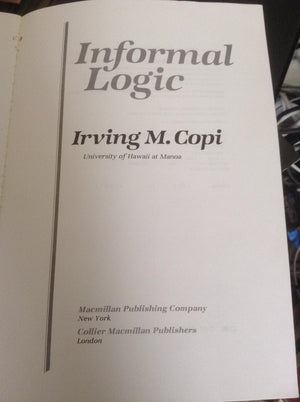 Informal
Logic
Irving M. Copi
University of Hawaii at Manoa
Macmillan Publishing Company
New York
Collier Macmillan Publishers
London